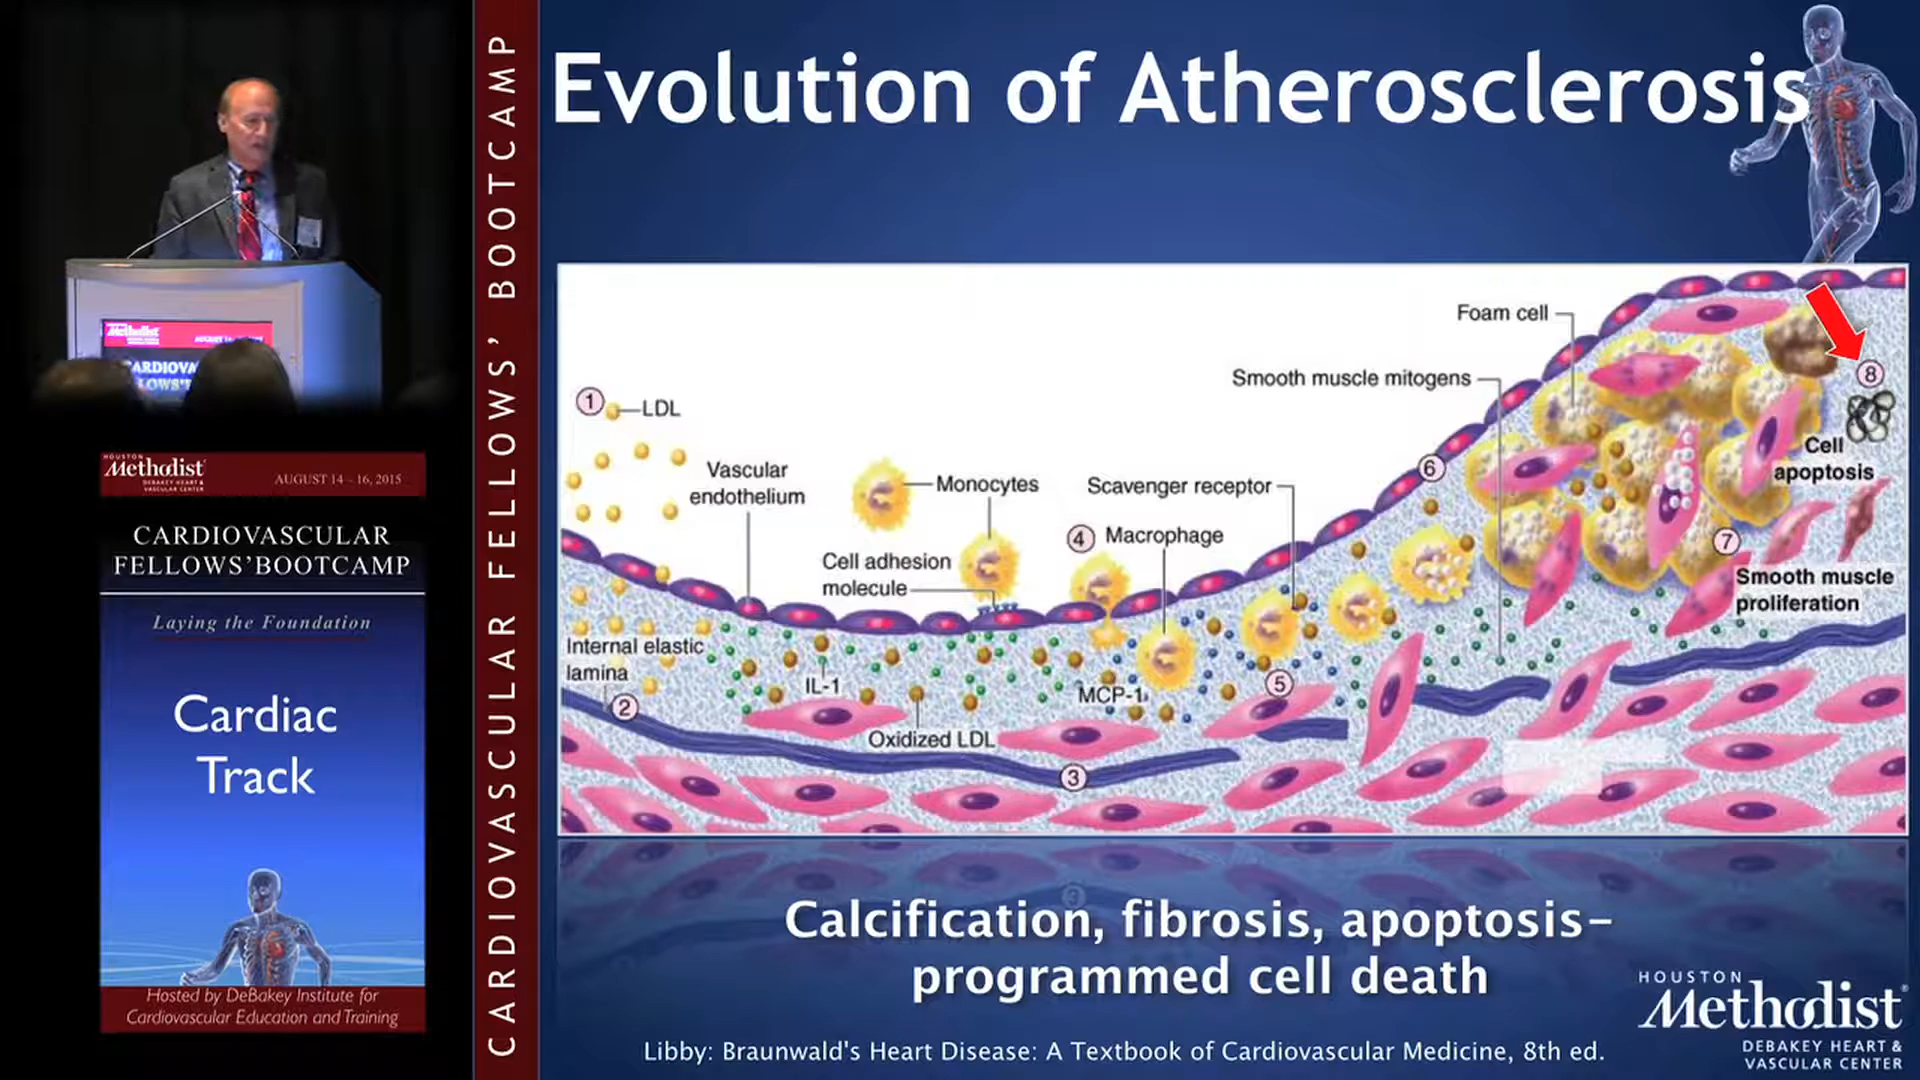 Evolution of Atherosclerosis
CARDIOVASCULAR FELLOWS' BOOTCAMP
Methodist
CARDIOVA
LOWS'
HOUSTON
Methodist
DEBAKEY HEART &
VASCULAR CENTER
AUGUST 14 - 16, 2015
CARDIOVASCULAR
FELLOWS'BOOTCAMP
Laying the Foundation
Cardiac
Track
Hosted by DeBakey Institute for
Cardiovascular Education and Training
1
LDL
Vascular
endothelium
Monocytes
Cell adhesion
molecule
4
Macrophage
Scavenger receptor
Smooth muscle mitogens
Foam cell
6
8
Cell
apoptosis
7
Smooth muscle
proliferation
Internal elastic
lamina
2
IL-1
Oxidized LDL
MCP-1
5
3
Calcification, fibrosis, apoptosis-
programmed cell death
Libby: Braunwald's Heart Disease: A Textbook of Cardiovascular Medicine, 8th ed.
HOUSTON
Methodist
DEBAKEY HEART &
VASCULAR CENTER